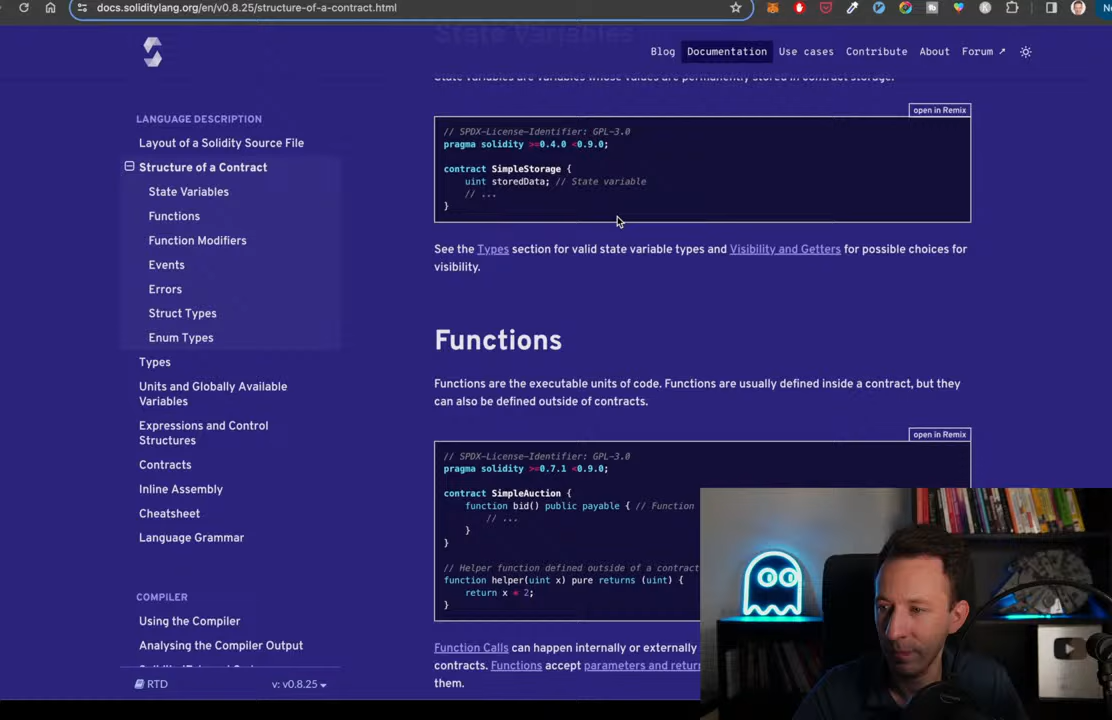 docs.soliditylang.org/en/v0.8.25/structure-of-a-contract.html
Blog
Documentation
Use cases
Contribute
About
Forum ↗
LANGUAGE DESCRIPTION
Layout of a Solidity Source File
Structure of a Contract
State Variables
Functions
Function Modifiers
Events
Errors
Struct Types
Enum Types
Types
Units and Globally Available
Variables
Expressions and Control
Structures
Contracts
Inline Assembly
Cheatsheet
Language Grammar
COMPILER
Using the Compiler
Analysing the Compiler Output
RTD
v: v0.8.25
State Variables
State variables are variables whose values are permanently stored in contract storage.
open in Remix
// SPDX-License-Identifier: GPL-3.0
pragma solidity >=0.4.0 <0.9.0;
contract SimpleStorage {
uint storedData; // State variable
// ...
}
See the Types section for valid state variable types and Visibility and Getters for possible choices for
visibility.
Functions
Functions are the executable units of code. Functions are usually defined inside a contract, but they
can also be defined outside of contracts.
open in Remix
// SPDX-License-Identifier: GPL-3.0
pragma solidity >=0.7.1 <0.9.0;
contract SimpleAuction {
function bid() public payable { // Function
// ...
}
}
// Helper function defined outside of a contract
function helper(uint x) pure returns (uint) {
return x * 2;
}
Function Calls can happen internally or externally
contracts. Functions accept parameters and return
them.